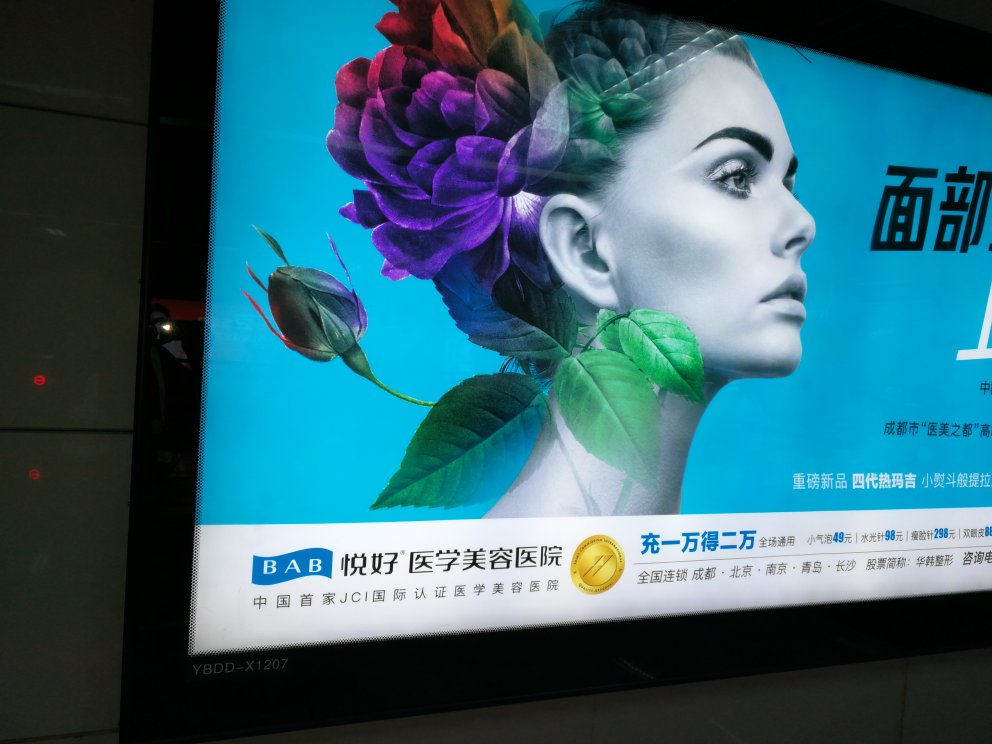 面部
成都市“医美之都”高
重磅新品 四代热玛吉 小熨斗般提拉
BAB 悦好® 医学美容医院
中国首家JCI国际认证医学美容医院
充一万得二万 全场通用 小气泡49元 | 水光针98元 | 瘦脸针298元 | 双眼皮88
全国连锁 成都 · 北京 · 南京 · 青岛 · 长沙 股票简称：华韩整形 咨询电
YBDD-X1207